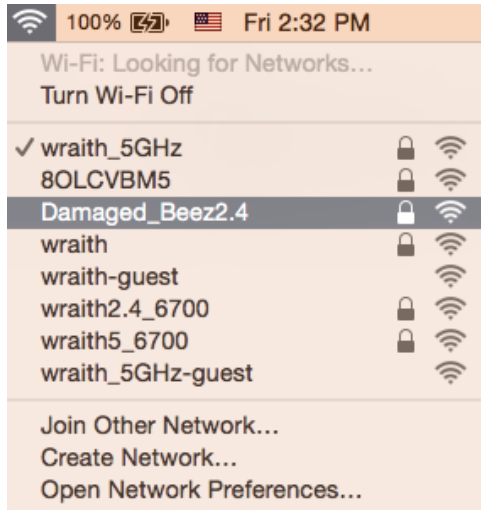 100% Fri 2:32 PM
Wi-Fi: Looking for Networks...
Turn Wi-Fi Off
wraith_5GHz
8OLCVBM5
Damaged_Beez2.4
wraith
wraith-guest
wraith2.4_6700
wraith5_6700
wraith_5GHz-guest
Join Other Network...
Create Network...
Open Network Preferences...